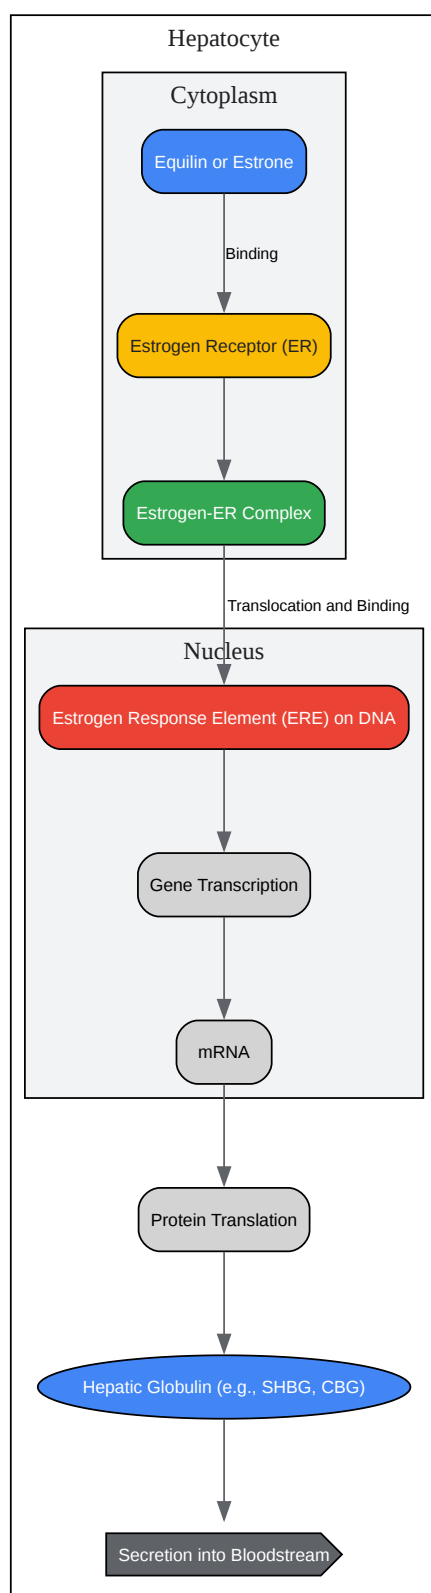 Hepatocyte
Cytoplasm
Equilin or Estrone
Binding
Estrogen Receptor (ER)
Estrogen-ER Complex
Translocation and Binding
Nucleus
Estrogen Response Element (ERE) on DNA
Gene Transcription
mRNA
Protein Translation
Hepatic Globulin (e.g., SHBG, CBG)
Secretion into Bloodstream